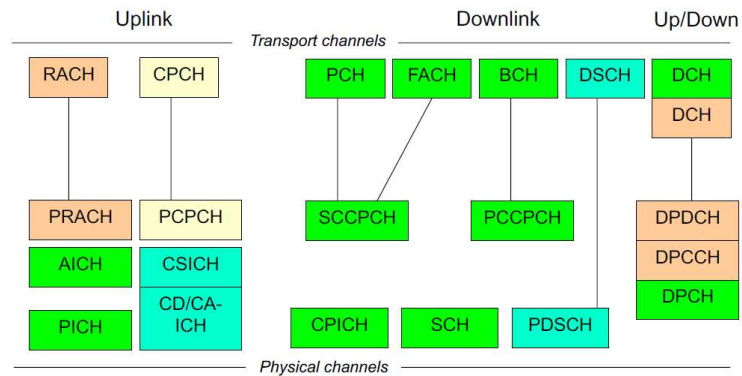 Uplink Downlink Up/Down
Transport channels
RACH CPCH PCH FACH BCH DSCH DCH
DCH
PRACH PCPCH SCCPCH PCCPCH DPDCH
AICH CSICH DPCCH
CD/CA-
ICH
DPCH
PICH CPICH SCH PDSCH
Physical channels